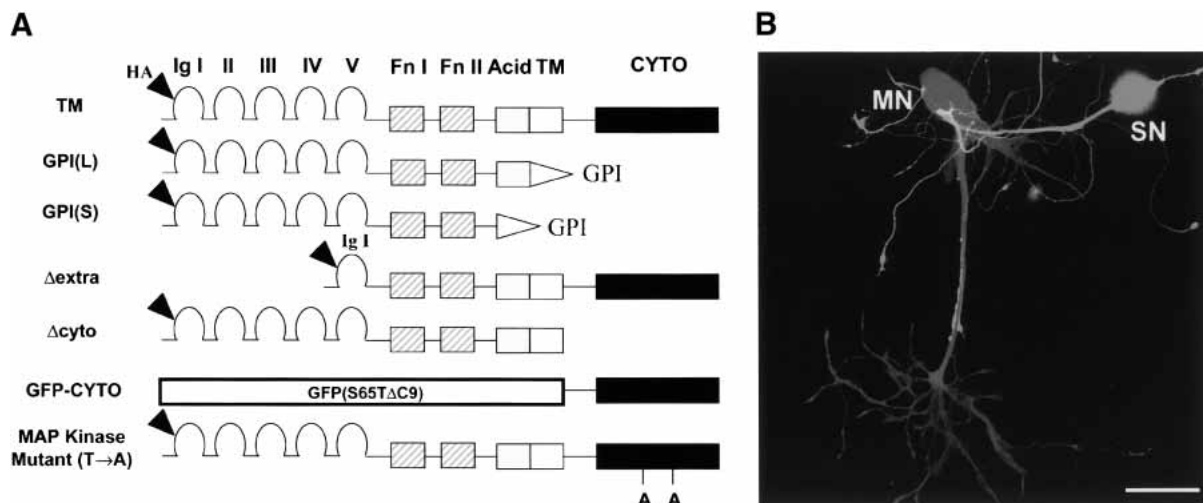 A
B
HA
Ig I II III IV V Fn I Fn II Acid TM CYTO
TM
GPI(L)
GPI
GPI(S)
GPI
Ig I
Δextra
Δcyto
GFP-CYTO
GFP(S65TΔC9)
MAP Kinase
Mutant (T→A)
A A
MN
SN